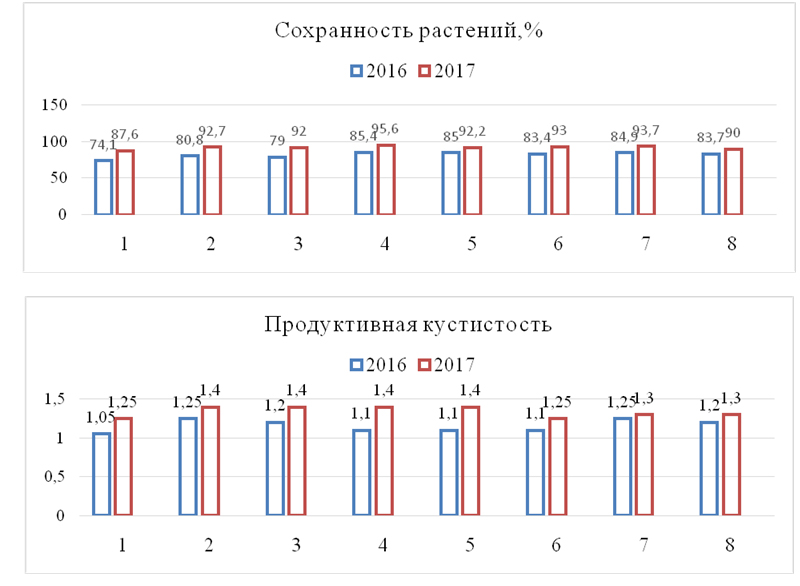 Сохранность растений,%
2016 2017
150
100
50
0
74,1 87,6 80,8 92,7 79 92 85,4 95,6 85 92,2 83,4 93 84,9 93,7 83,7 90
1 2 3 4 5 6 7 8
Продуктивная кустистость
2016 2017
1,5
1
0,5
0
1,05 1,25 1,25 1,4 1,2 1,4 1,1 1,4 1,1 1,4 1,1 1,25 1,25 1,3 1,2 1,3
1 2 3 4 5 6 7 8